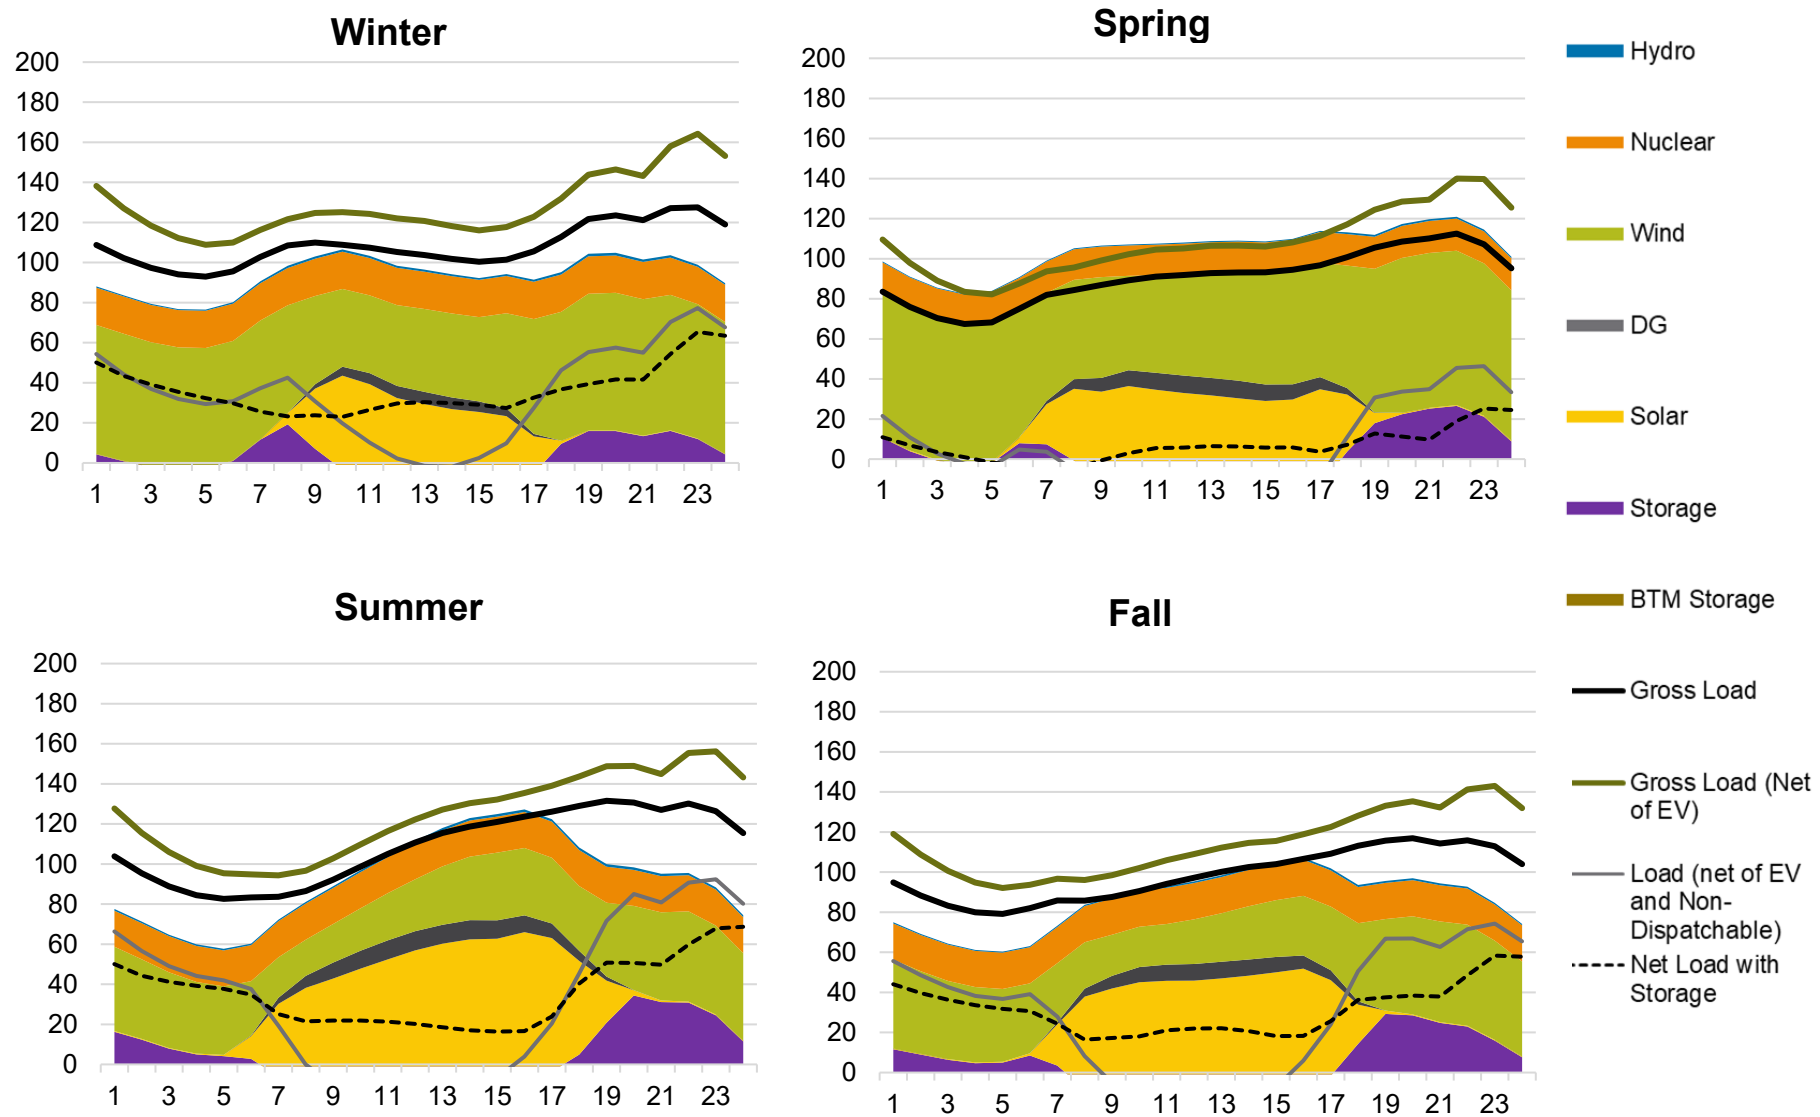 Winter
200
180
160
140
120
100
80
60
40
20
0
1 3 5 7 9 11 13 15 17 19 21 23
Spring
200
180
160
140
120
100
80
60
40
20
0
1 3 5 7 9 11 13 15 17 19 21 23
Summer
200
180
160
140
120
100
80
60
40
20
0
1 3 5 7 9 11 13 15 17 19 21 23
Fall
200
180
160
140
120
100
80
60
40
20
0
1 3 5 7 9 11 13 15 17 19 21 23
Hydro
Nuclear
Wind
DG
Solar
Storage
BTM Storage
Gross Load
Gross Load (Net
of EV)
Load (net of EV
and Non-
Dispatchable)
Net Load with
Storage